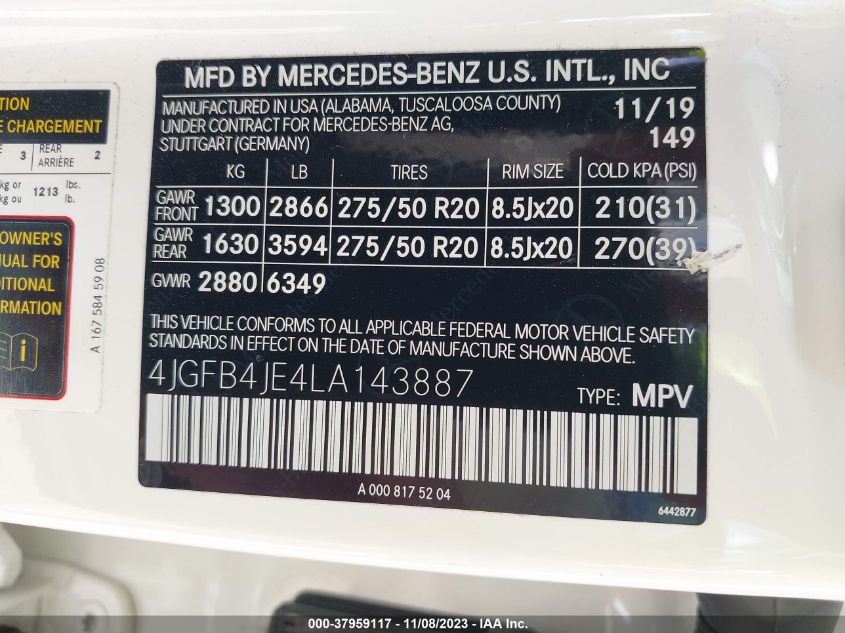 TION
E CHARGEMENT
3 REAR ARRIÈRE 2
kg or
kg ou 1213 lbs. lb.
OWNER'S
NUAL FOR
DITIONAL
ORMATION
i
A 167 584 59 08
MFD BY MERCEDES-BENZ U.S. INTL., INC
MANUFACTURED IN USA (ALABAMA, TUSCALOOSA COUNTY) 11/19
UNDER CONTRACT FOR MERCEDES-BENZ AG, 149
STUTTGART (GERMANY)
KG LB TIRES RIM SIZE COLD KPA (PSI)
GAWR FRONT 1300 2866 275/50 R20 8.5Jx20 210(31)
GAWR REAR 1630 3594 275/50 R20 8.5Jx20 270(39)
GVWR 2880 6349
THIS VEHICLE CONFORMS TO ALL APPLICABLE FEDERAL MOTOR VEHICLE SAFETY
STANDARDS IN EFFECT ON THE DATE OF MANUFACTURE SHOWN ABOVE.
4JGFB4JE4LA143887 TYPE: MPV
A 000 817 52 04
6442877
000-37959117 - 11/08/2023 - IAA Inc.